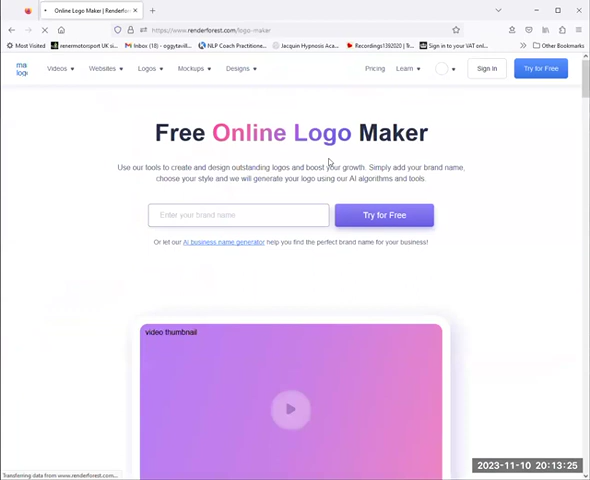 Online Logo Maker | Renderfore
https://www.renderforest.com/logo-maker
Most Visited
renermotorsport UK si...
Inbox (18) - oggytavill...
NLP Coach Practitione...
Jacquin Hypnosis Aca...
Recordings1392020 | Tr...
Sign in to your VAT onl...
Other Bookmarks
ma
logo
Videos
Websites
Logos
Mockups
Designs
Pricing
Learn
Sign In
Try for Free
Free Online Logo Maker
Use our tools to create and design outstanding logos and boost your growth. Simply add your brand name,
choose your style and we will generate your logo using our AI algorithms and tools.
Enter your brand name
Try for Free
Or let our AI business name generator help you find the perfect brand name for your business!
video thumbnail
Transferring data from www.renderforest.com...
2023-11-10 20:13:25